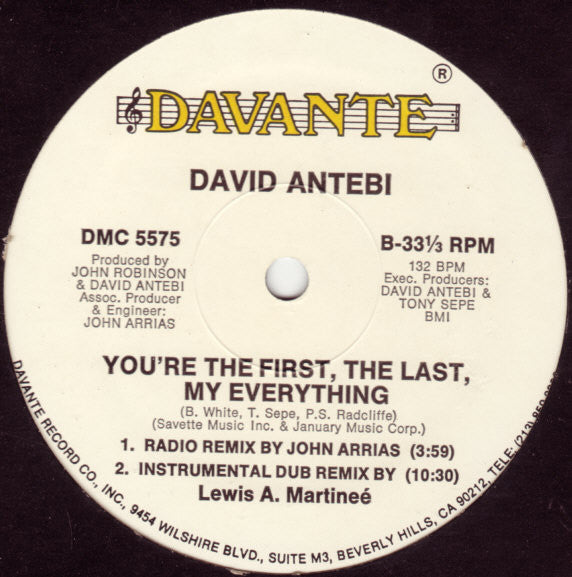 ®
DAVANTE
DAVID ANTEBI
DMC 5575
Produced by
JOHN ROBINSON
& DAVID ANTEBI
Assoc. Producer
& Engineer:
JOHN ARRIAS
B-33⅓ RPM
132 BPM
Exec. Producers:
DAVID ANTEBI &
TONY SEPE
BMI
YOU'RE THE FIRST, THE LAST,
MY EVERYTHING
(B. White, T. Sepe, P.S. Radcliffe)
(Savette Music Inc. & January Music Corp.)
1. RADIO REMIX BY JOHN ARRIAS (3:59)
2. INSTRUMENTAL DUB REMIX BY (10:30)
Lewis A. Martineé
DAVANTE RECORD CO., INC., 9454 WILSHIRE BLVD., SUITE M3, BEVERLY HILLS, CA 90212, TELE: (213)